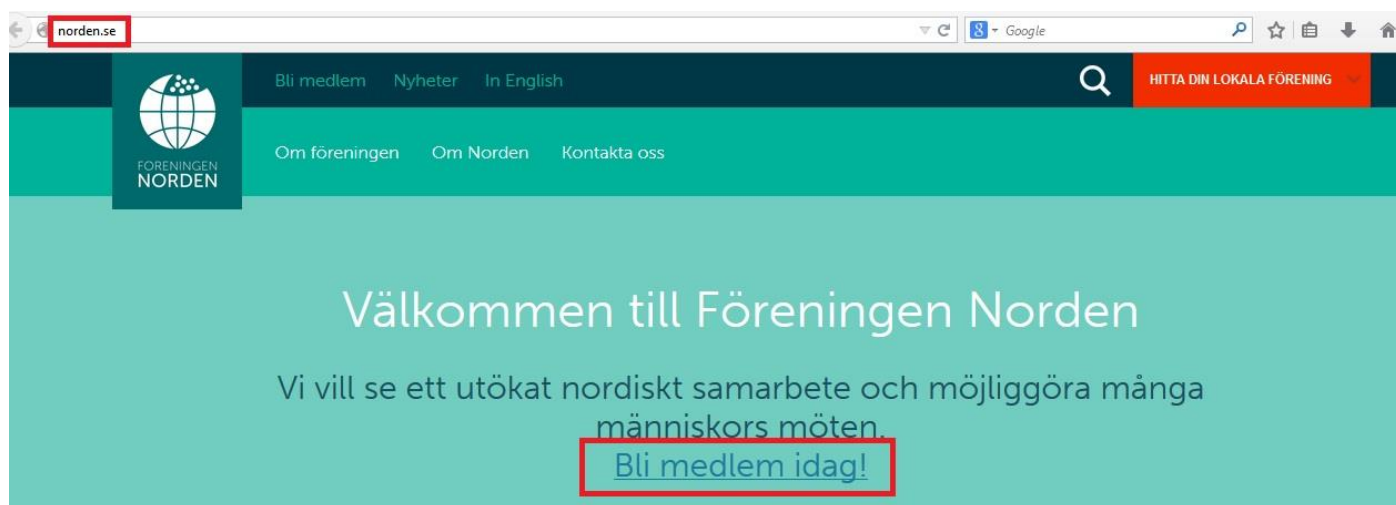 norden.se
Google
Bli medlem Nyheter In English
HITTA DIN LOKALA FÖRENING
FÖRENINGEN
NORDEN
Om föreningen Om Norden Kontakta oss
Välkommen till Föreningen Norden
Vi vill se ett utökat nordiskt samarbete och möjliggöra många
människors möten.
Bli medlem idag!